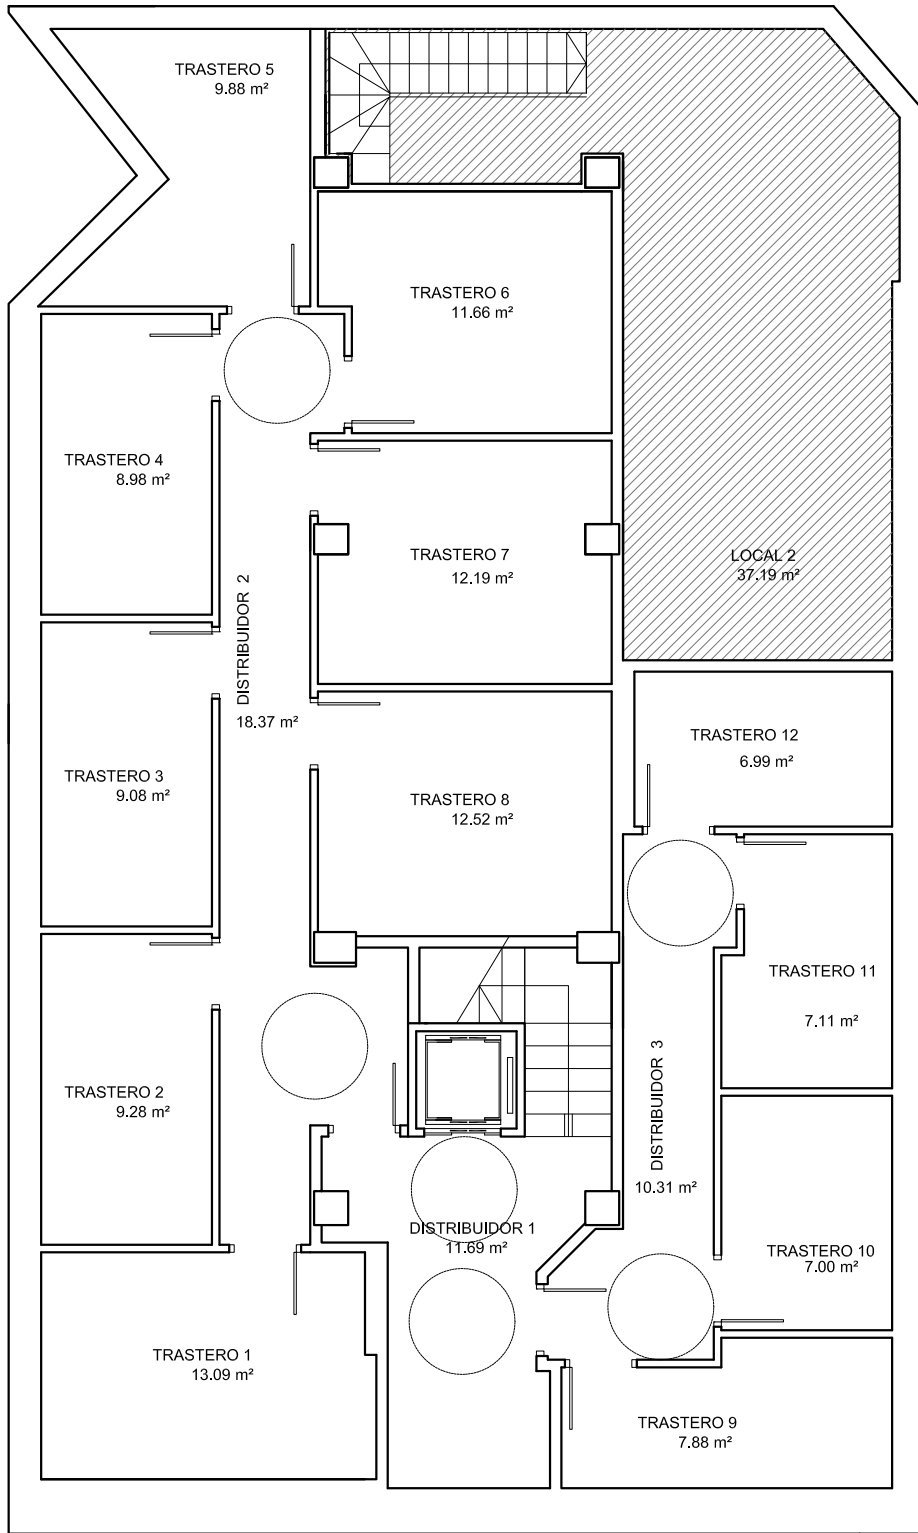 TRASTERO 5
9.88 m²
TRASTERO 6
11.66 m²
TRASTERO 4
8.98 m²
TRASTERO 7
12.19 m²
LOCAL 2
37.19 m²
DISTRIBUIDOR 2
18.37 m²
TRASTERO 12
6.99 m²
TRASTERO 3
9.08 m²
TRASTERO 8
12.52 m²
TRASTERO 11
7.11 m²
TRASTERO 2
9.28 m²
DISTRIBUIDOR 3
10.31 m²
DISTRIBUIDOR 1
11.69 m²
TRASTERO 10
7.00 m²
TRASTERO 1
13.09 m²
TRASTERO 9
7.88 m²